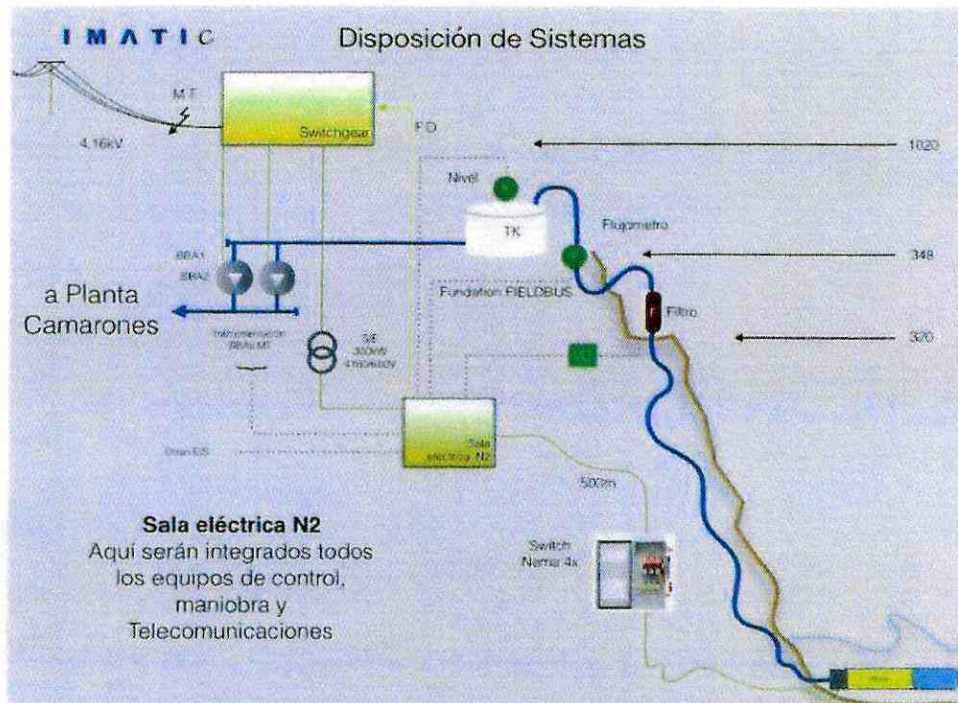 IMATIC
Disposición de Sistemas
M.T.
4,16kV
Switchgear
F.O.
1020
Nivel
TK
Flujometro
348
BBA1
BBA2
Fundation FIELDBUS
Filtro
a Planta
Camarones
320
S/E
I/O
Sala
eléctrica N2
500m
Sala eléctrica N2
Aquí serán integrados todos
los equipos de control,
maniobra y
Telecomunicaciones
Switch
Nema 4x